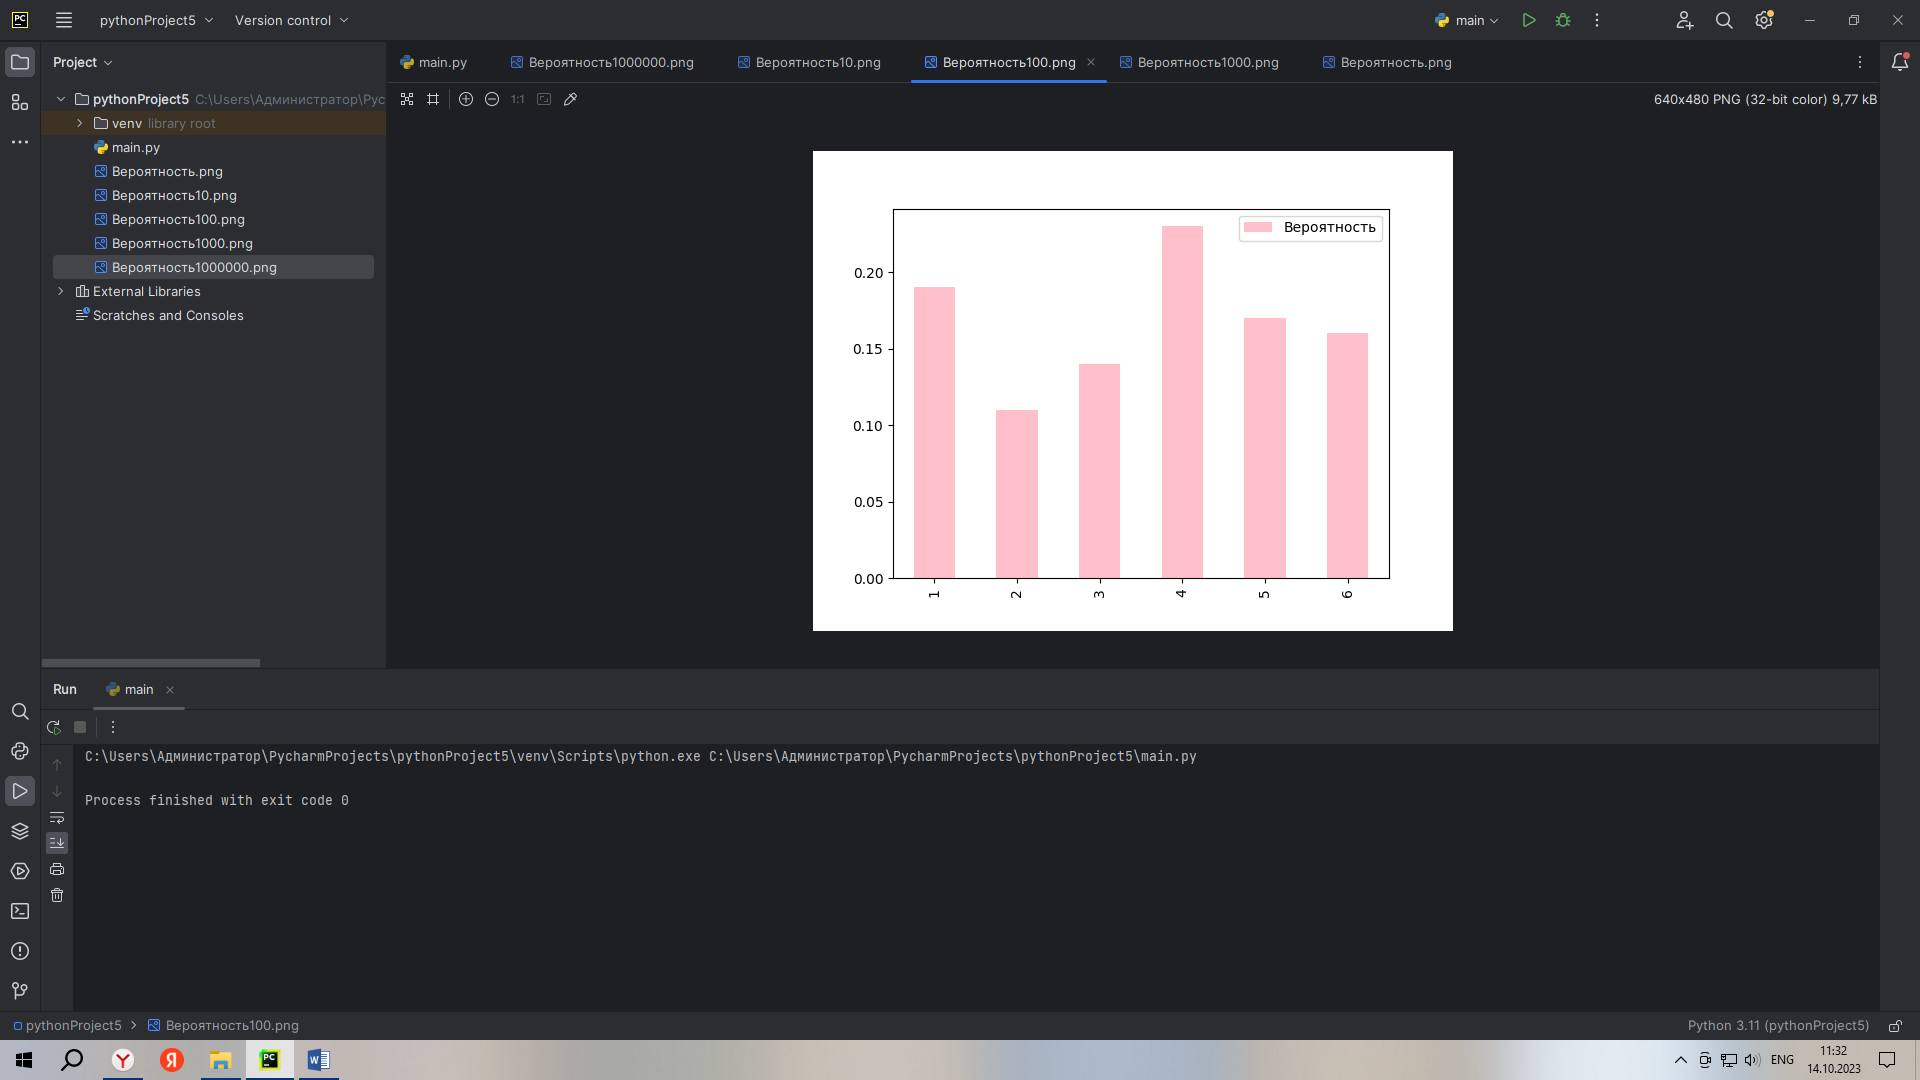 PC
pythonProject5
Version control
main
Project
main.py
Вероятность1000000.png
Вероятность10.png
Вероятность100.png
Вероятность1000.png
Вероятность.png
pythonProject5 C:\Users\Администратор\Рус
venv library root
main.py
Вероятность.png
Вероятность10.png
Вероятность100.png
Вероятность1000.png
Вероятность1000000.png
External Libraries
Scratches and Consoles
1:1
640x480 PNG (32-bit color) 9,77 kB
Вероятность
0.20
0.15
0.10
0.05
0.00
1 2 3 4 5 6
Run
main
C:\Users\Администратор\PycharmProjects\pythonProject5\venv\Scripts\python.exe C:\Users\Администратор\PycharmProjects\pythonProject5\main.py
Process finished with exit code 0
pythonProject5 > Вероятность100.png
Python 3.11 (pythonProject5)
Y
Я
PC
W
ENG
11:32
14.10.2023